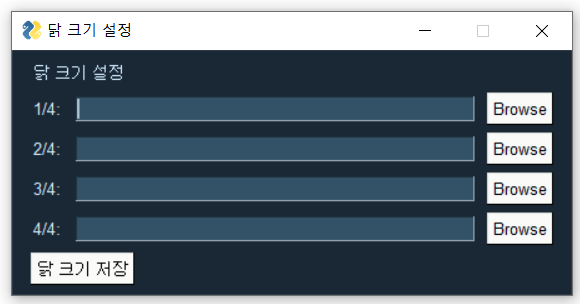 닭 크기 설정
닭 크기 설정
1/4: Browse
2/4: Browse
3/4: Browse
4/4: Browse
닭 크기 저장